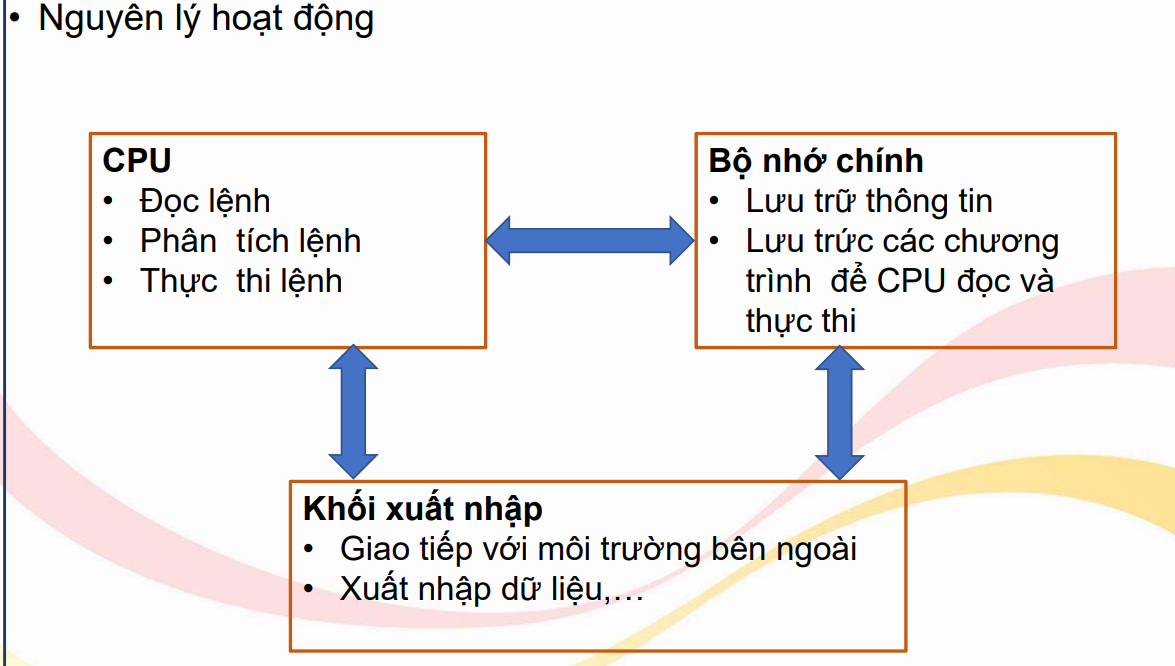 • Nguyên lý hoạt động
CPU
• Đọc lệnh
• Phân tích lệnh
• Thực thi lệnh
Bộ nhớ chính
• Lưu trữ thông tin
• Lưu trức các chương
trình để CPU đọc và
thực thi
Khối xuất nhập
• Giao tiếp với môi trường bên ngoài
• Xuất nhập dữ liệu,…